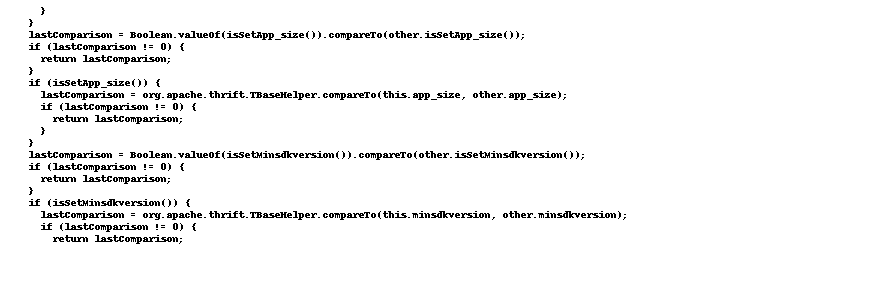 }
  }
  lastComparison = Boolean.valueOf(isSetApp_size()).compareTo(other.isSetApp_size());
  if (lastComparison != 0) {
    return lastComparison;
  }
  if (isSetApp_size()) {
    lastComparison = org.apache.thrift.TBaseHelper.compareTo(this.app_size, other.app_size);
    if (lastComparison != 0) {
      return lastComparison;
    }
  }
  lastComparison = Boolean.valueOf(isSetMinsdkversion()).compareTo(other.isSetMinsdkversion());
  if (lastComparison != 0) {
    return lastComparison;
  }
  if (isSetMinsdkversion()) {
    lastComparison = org.apache.thrift.TBaseHelper.compareTo(this.minsdkversion, other.minsdkversion);
    if (lastComparison != 0) {
      return lastComparison;